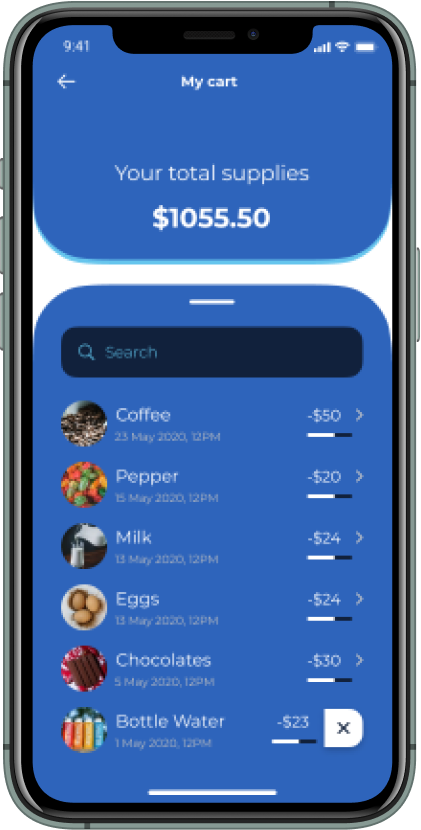 9:41
My cart
Your total supplies
$1055.50
Search
Coffee -$50
23 May 2020, 12PM
Pepper -$20
15 May 2020, 12PM
Milk -$24
13 May 2020, 12PM
Eggs -$24
13 May 2020, 12PM
Chocolates -$30
5 May 2020, 12PM
Bottle Water -$23
1 May 2020, 12PM